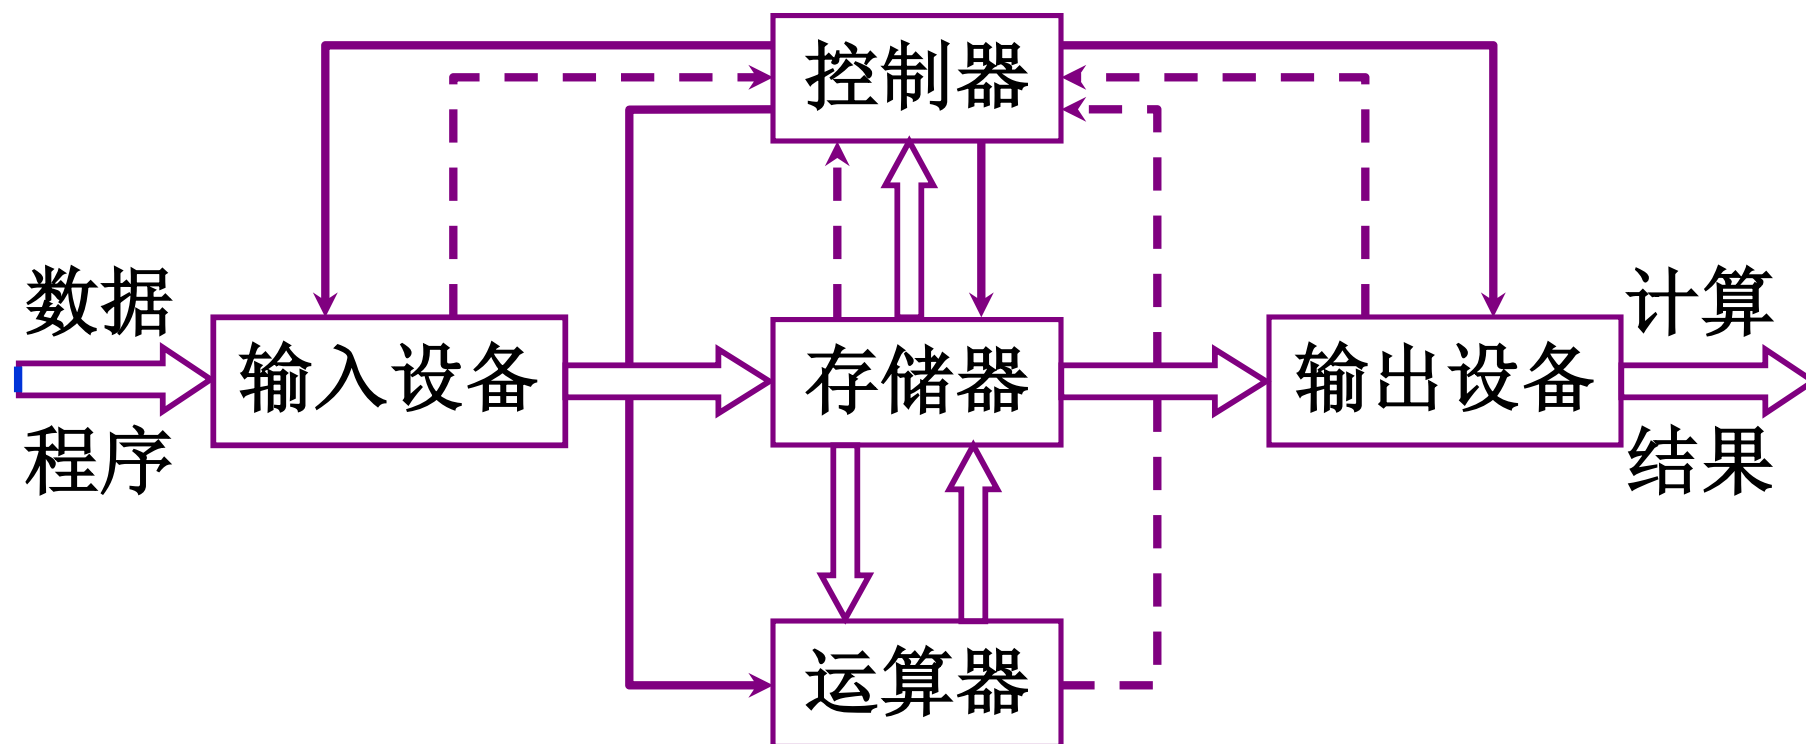 控制器
数据
程序
输入设备
存储器
输出设备
计算
结果
运算器